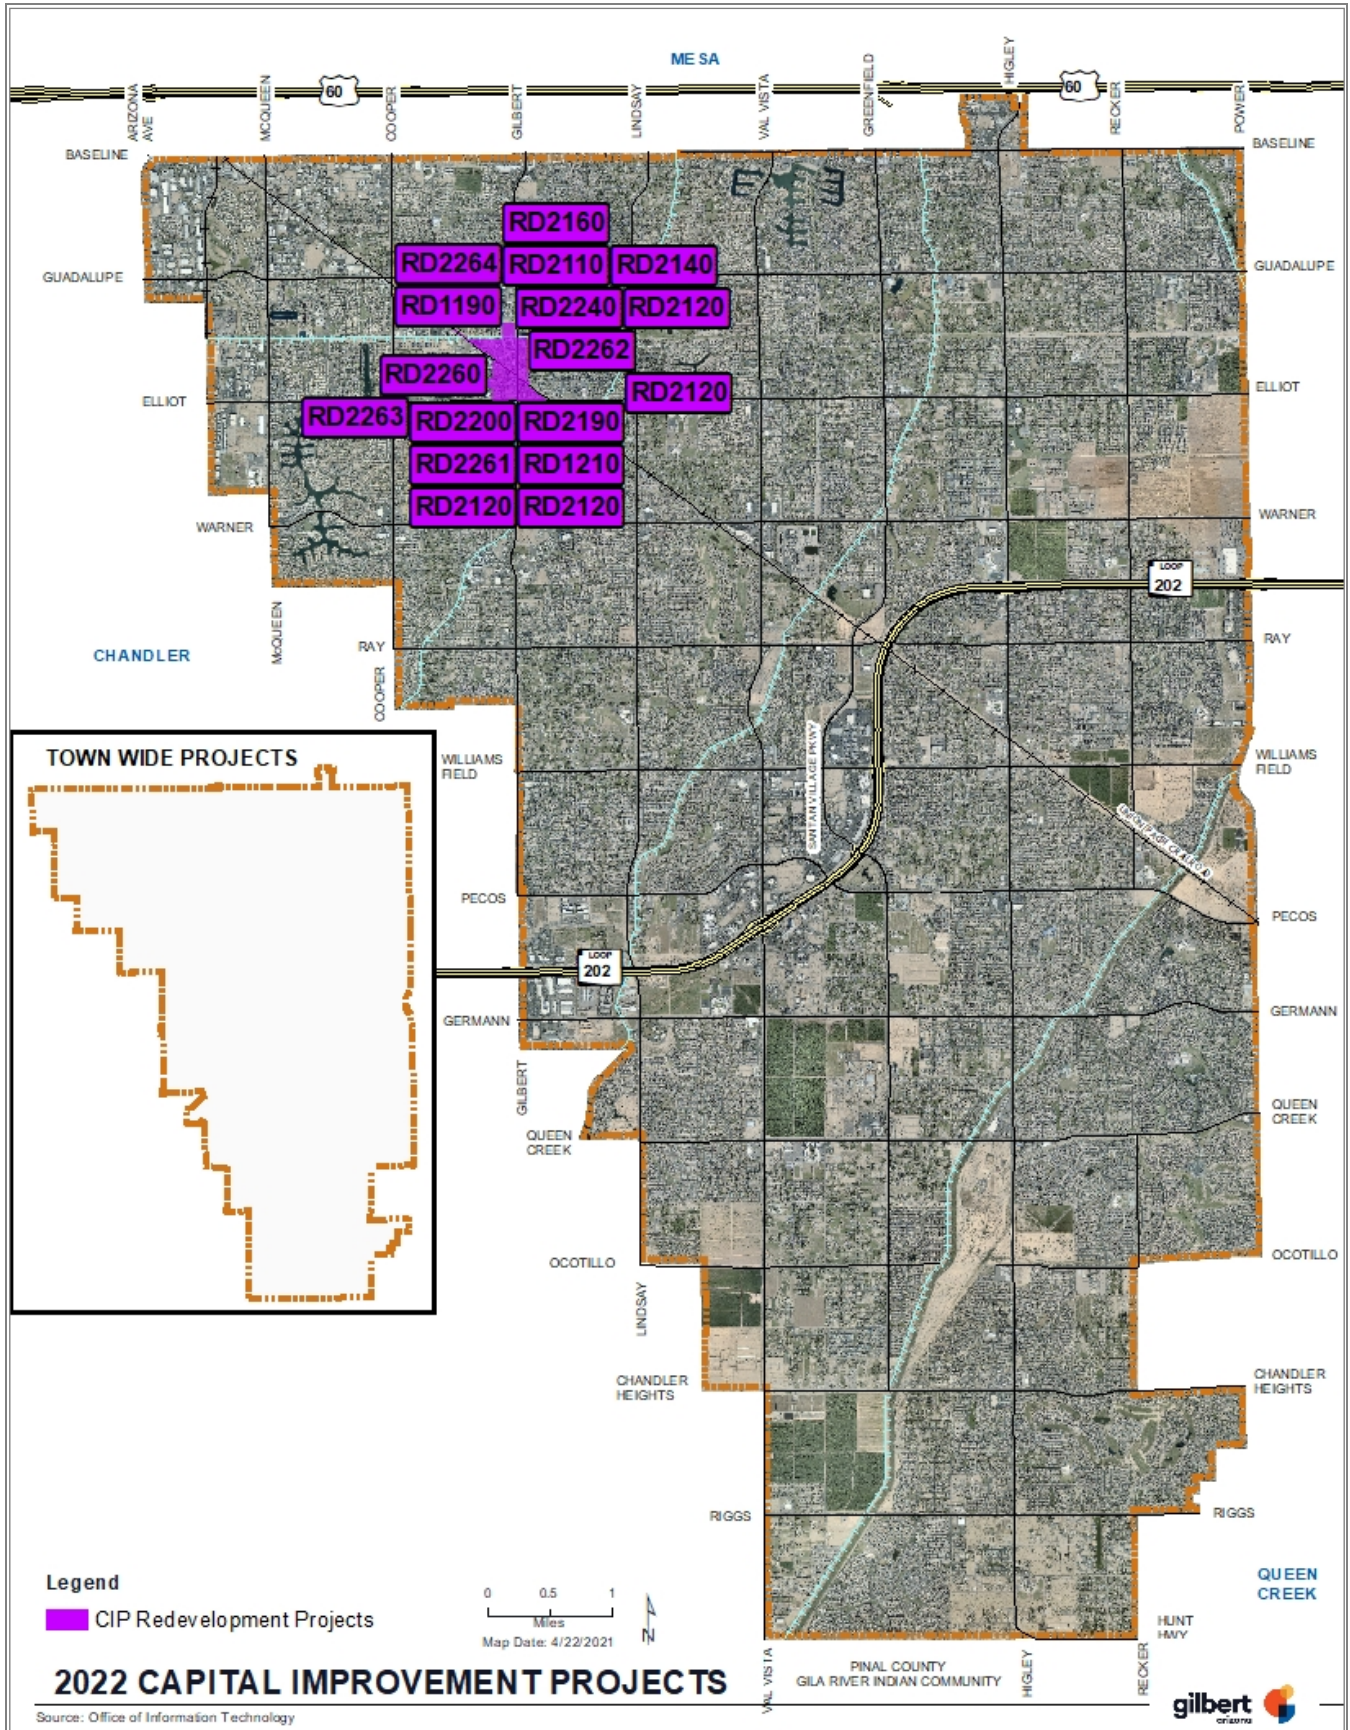 MESA
60
60
ARIZONA
AVE
MCQUEEN
COOPER
GILBERT
LINDSAY
VAL VISTA
GREENFIELD
HIGLEY
RECKER
POWER
BASELINE
BASELINE
RD2160
RD2264
RD2110
RD2140
GUADALUPE
GUADALUPE
RD1190
RD2240
RD2120
RD2262
RD2260
RD2120
ELLIOT
ELLIOT
RD2263
RD2200
RD2190
RD2261
RD1210
RD2120
RD2120
WARNER
WARNER
LOOP
202
McQUEEN
CHANDLER
RAY
RAY
COOPER
TOWN WIDE PROJECTS
WILLIAMS
FIELD
SANTAN VILLAGE PKWY
WILLIAMS
FIELD
UNION PACIFIC RAILROAD
PECOS
PECOS
LOOP
202
GERMANN
GERMANN
GILBERT
QUEEN
CREEK
QUEEN
CREEK
OCOTILLO
OCOTILLO
LINDSAY
CHANDLER
HEIGHTS
CHANDLER
HEIGHTS
RIGGS
RIGGS
QUEEN
CREEK
Legend
CIP Redevelopment Projects
0 0.5 1
Miles
Map Date: 4/22/2021
N
HUNT
HWY
VAL VISTA
PINAL COUNTY
GILA RIVER INDIAN COMMUNITY
HIGLEY
RECKER
2022 CAPITAL IMPROVEMENT PROJECTS
Source: Office of Information Technology
gilbert
arizona